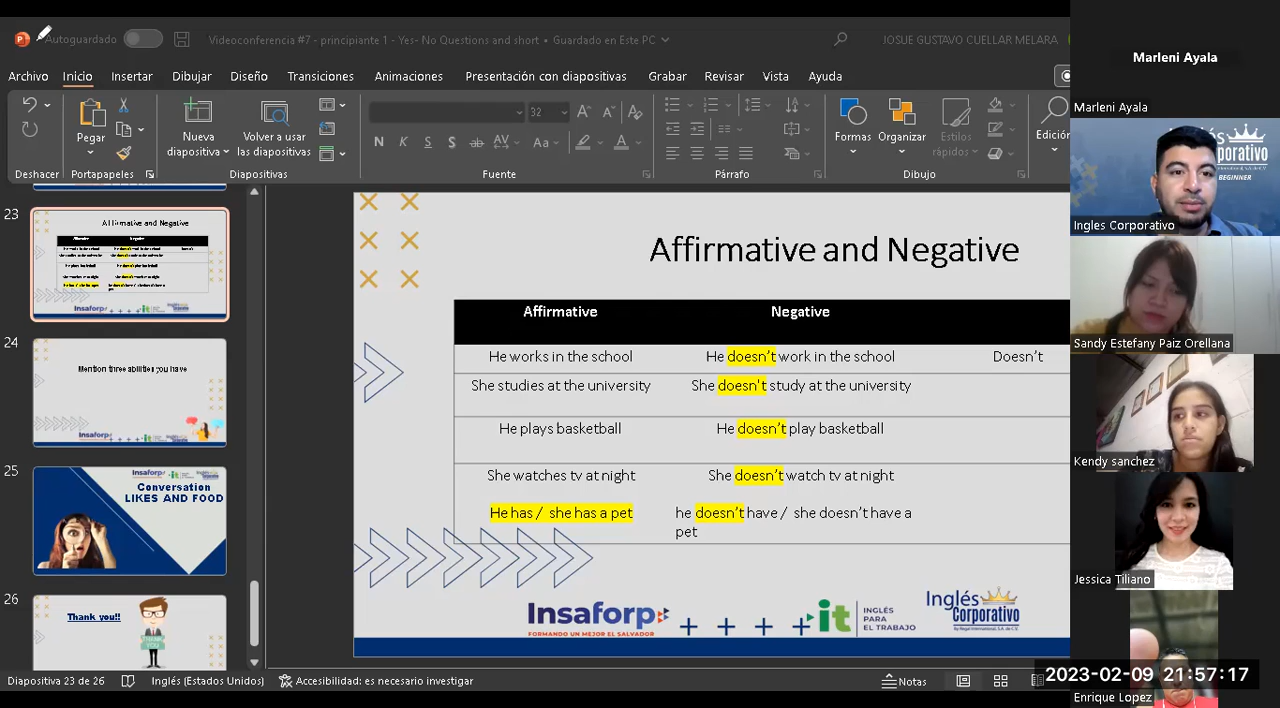 Autoguardado
Videoconferencia #7 - principiante 1 - Yes- No Questions and short • Guardado en Este PC
JOSUE GUSTAVO CUELLAR MELARA
Archivo Inicio Insertar Dibujar Diseño Transiciones Animaciones Presentación con diapositivas Grabar Revisar Vista Ayuda
Pegar
Nueva diapositiva
Volver a usar las diapositivas
32
N K S S ab AV Aa A
Formas
Organizar
Estilos rápidos
Edición
Deshacer Portapapeles Diapositivas Fuente Párrafo Dibujo
23
Affirmative and Negative
24
Mention three abilities you have
25
Insaforp
Conversation
LIKES AND FOOD
26
Thank you!!
Affirmative and Negative
Affirmative Negative
He works in the school He doesn't work in the school Doesn't
She studies at the university She doesn't study at the university
He plays basketball He doesn't play basketball
She watches tv at night She doesn't watch tv at night
He has / she has a pet he doesn't have / she doesn't have a
pet
Insaforp
FORMANDO UN MEJOR EL SALVADOR
it INGLÉS
PARA
EL TRABAJO
Inglés
Corporativo
Diapositiva 23 de 26 Inglés (Estados Unidos) Accesibilidad: es necesario investigar Notas
Marleni Ayala
Marleni Ayala
Inglés
porativo
BEGINNER
Ingles Corporativo
Sandy Estefany Paiz Orellana
Kendy sanchez
Jessica Tiliano
2023-02-09 21:57:17
Enrique Lopez